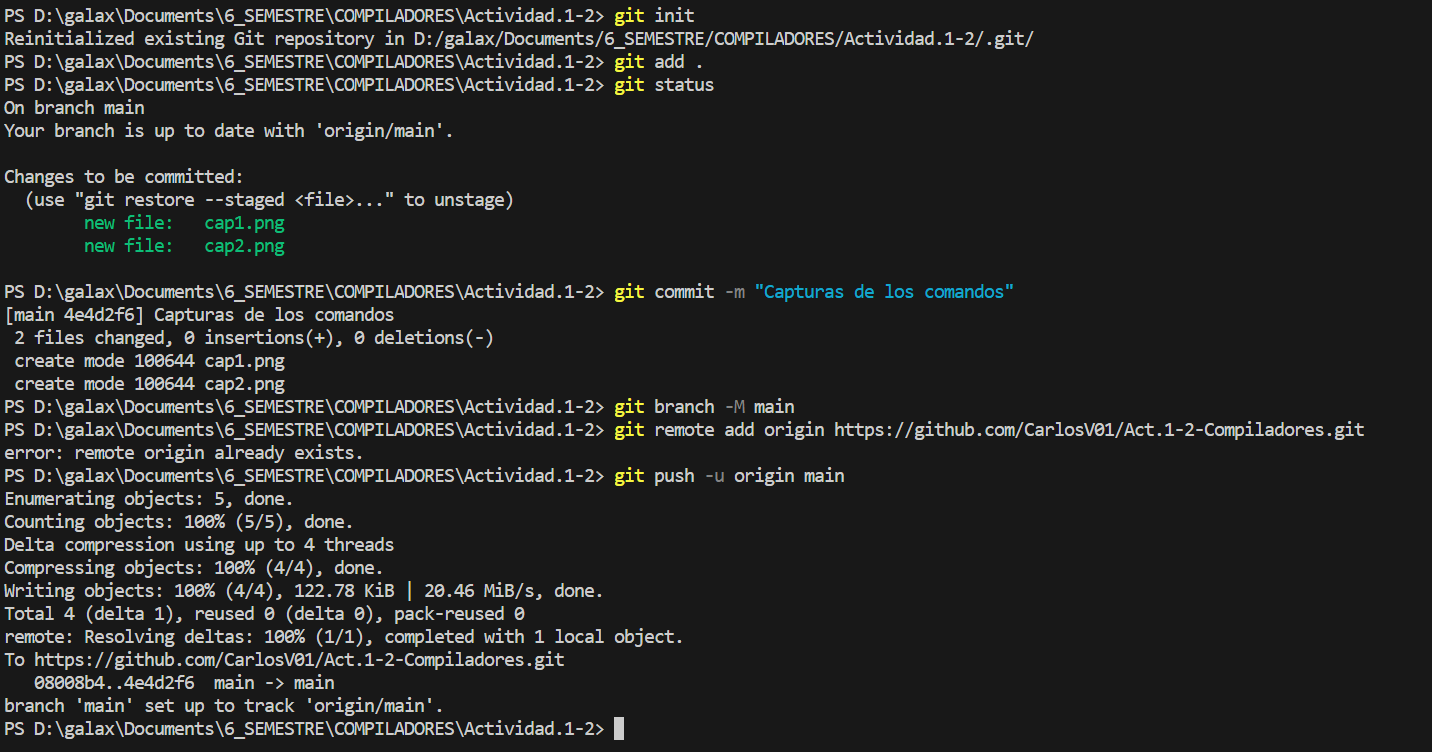 PS D:\galax\Documents\6_SEMESTRE\COMPILADORES\Actividad.1-2> git init
Reinitialized existing Git repository in D:/galax/Documents/6_SEMESTRE/COMPILADORES/Actividad.1-2/.git/
PS D:\galax\Documents\6_SEMESTRE\COMPILADORES\Actividad.1-2> git add .
PS D:\galax\Documents\6_SEMESTRE\COMPILADORES\Actividad.1-2> git status
On branch main
Your branch is up to date with 'origin/main'.

Changes to be committed:
  (use "git restore --staged <file>..." to unstage)
        new file:   cap1.png
        new file:   cap2.png

PS D:\galax\Documents\6_SEMESTRE\COMPILADORES\Actividad.1-2> git commit -m "Capturas de los comandos"
[main 4e4d2f6] Capturas de los comandos
 2 files changed, 0 insertions(+), 0 deletions(-)
 create mode 100644 cap1.png
 create mode 100644 cap2.png
PS D:\galax\Documents\6_SEMESTRE\COMPILADORES\Actividad.1-2> git branch -M main
PS D:\galax\Documents\6_SEMESTRE\COMPILADORES\Actividad.1-2> git remote add origin https://github.com/CarlosV01/Act.1-2-Compiladores.git
error: remote origin already exists.
PS D:\galax\Documents\6_SEMESTRE\COMPILADORES\Actividad.1-2> git push -u origin main
Enumerating objects: 5, done.
Counting objects: 100% (5/5), done.
Delta compression using up to 4 threads
Compressing objects: 100% (4/4), done.
Writing objects: 100% (4/4), 122.78 KiB | 20.46 MiB/s, done.
Total 4 (delta 1), reused 0 (delta 0), pack-reused 0
remote: Resolving deltas: 100% (1/1), completed with 1 local object.
To https://github.com/CarlosV01/Act.1-2-Compiladores.git
   08008b4..4e4d2f6  main -> main
branch 'main' set up to track 'origin/main'.
PS D:\galax\Documents\6_SEMESTRE\COMPILADORES\Actividad.1-2>